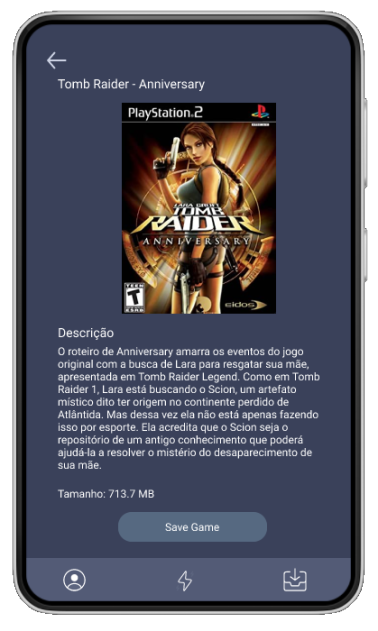 Tomb Raider - Anniversary
PlayStation.2
LARA CROFT
TOMB
RAIDER
ANNIVERSARY
TEEN
T
ESRB
eidos
Descrição
O roteiro de Anniversary amarra os eventos do jogo
original com a busca de Lara para resgatar sua mãe,
apresentada em Tomb Raider Legend. Como em Tomb
Raider 1, Lara está buscando o Scion, um artefato
místico dito ter origem no continente perdido de
Atlântida. Mas dessa vez ela não está apenas fazendo
isso por esporte. Ela acredita que o Scion seja o
repositório de um antigo conhecimento que poderá
ajudá-la a resolver o mistério do desaparecimento de
sua mãe.
Tamanho: 713.7 MB
Save Game